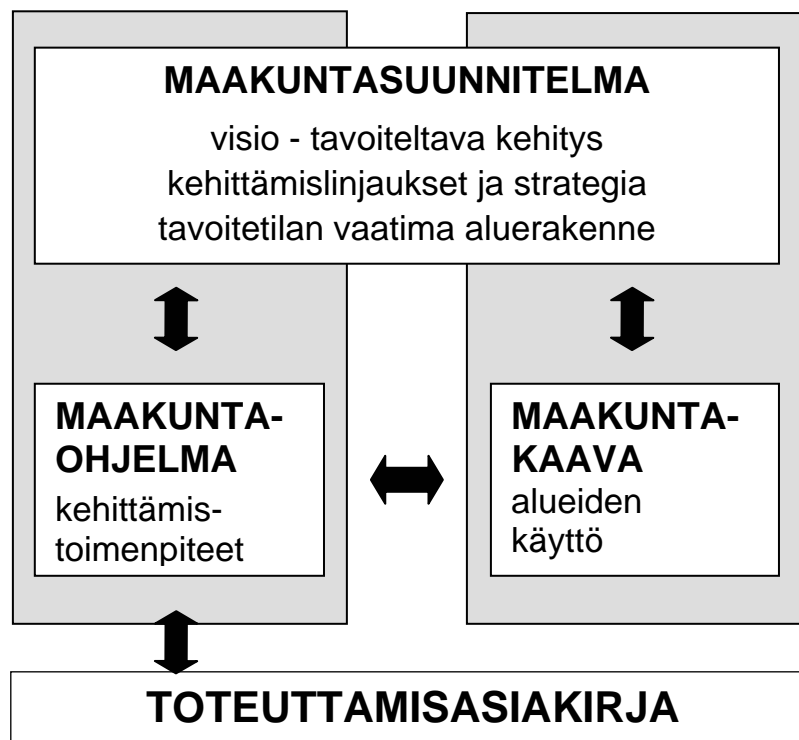 MAAKUNTASUUNNITELMA
visio - tavoiteltava kehitys
kehittämislinjaukset ja strategia
tavoitetilan vaatima aluerakenne
MAAKUNTA-
OHJELMA
kehittämis-
toimenpiteet
MAAKUNTA-
KAAVA
alueiden
käyttö
TOTEUTTAMISASIAKIRJA